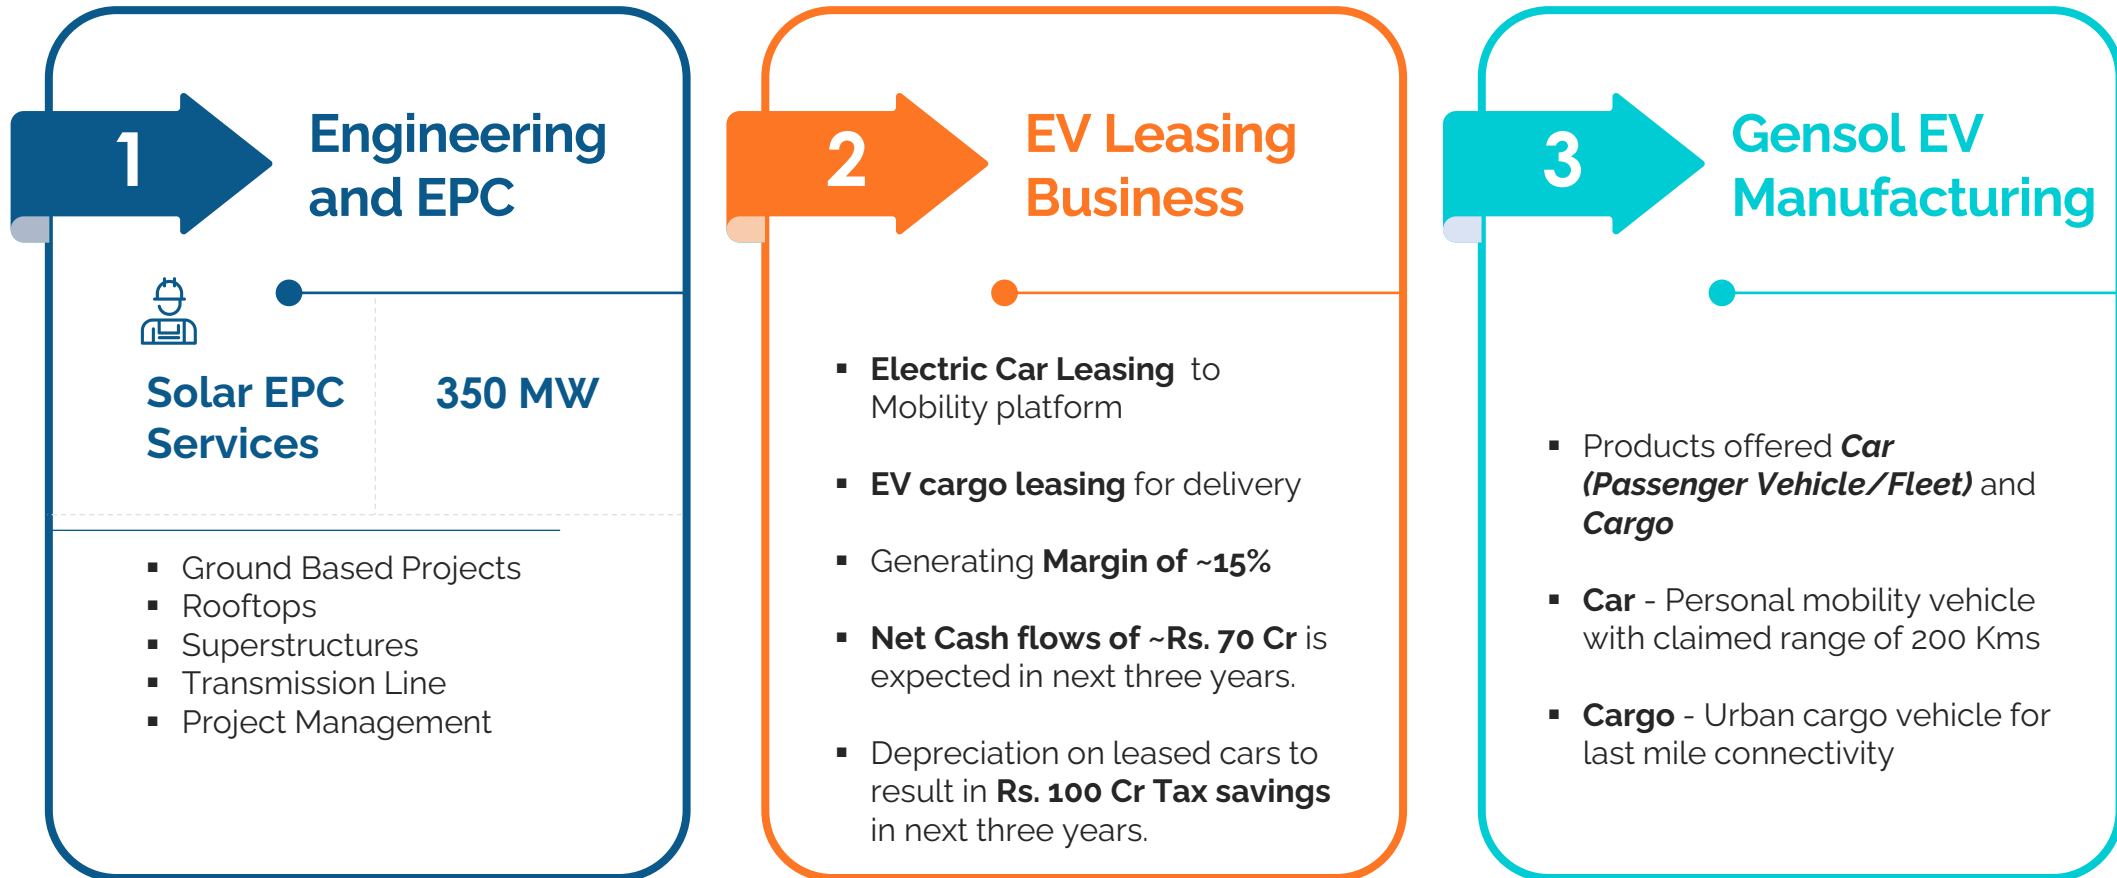 1
Engineering
and EPC
Solar EPC
Services
350 MW
▪ Ground Based Projects
▪ Rooftops
▪ Superstructures
▪ Transmission Line
▪ Project Management
2
EV Leasing
Business
▪ Electric Car Leasing to
Mobility platform
▪ EV cargo leasing for delivery
▪ Generating Margin of ~15%
▪ Net Cash flows of ~Rs. 70 Cr is
expected in next three years.
▪ Depreciation on leased cars to
result in Rs. 100 Cr Tax savings
in next three years.
3
Gensol EV
Manufacturing
▪ Products offered Car
(Passenger Vehicle/Fleet) and
Cargo
▪ Car - Personal mobility vehicle
with claimed range of 200 Kms
▪ Cargo - Urban cargo vehicle for
last mile connectivity